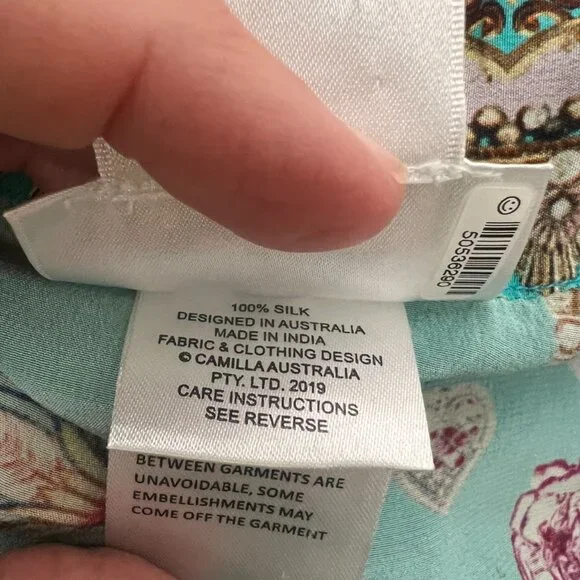 50536290
100% SILK
DESIGNED IN AUSTRALIA
MADE IN INDIA
FABRIC & CLOTHING DESIGN
© CAMILLA AUSTRALIA
PTY. LTD. 2019
CARE INSTRUCTIONS
SEE REVERSE
BETWEEN GARMENTS ARE
UNAVOIDABLE, SOME
EMBELLISHMENTS MAY
COME OFF THE GARMENT